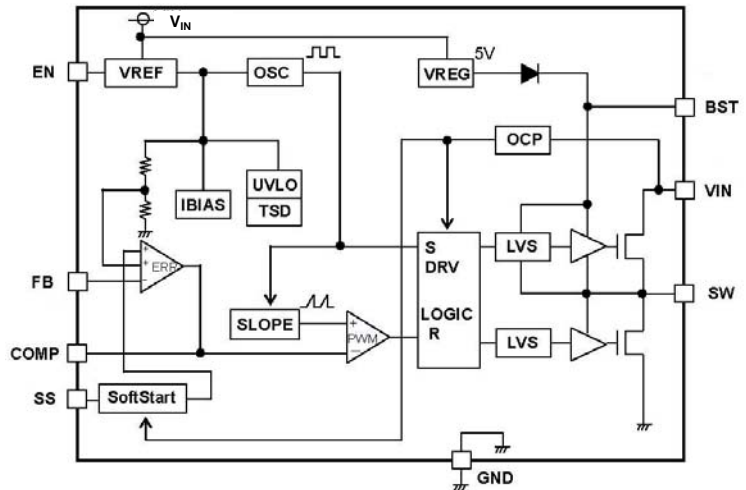 V_IN
EN
VREF
OSC
VREG
5V
BST
OCP
VIN
IBIAS
UVLO
TSD
S
DRV
LOGIC
R
LVS
+
+
-
ERR
FB
SW
SLOPE
+
PWM
-
LVS
COMP
SS
SoftStart
GND